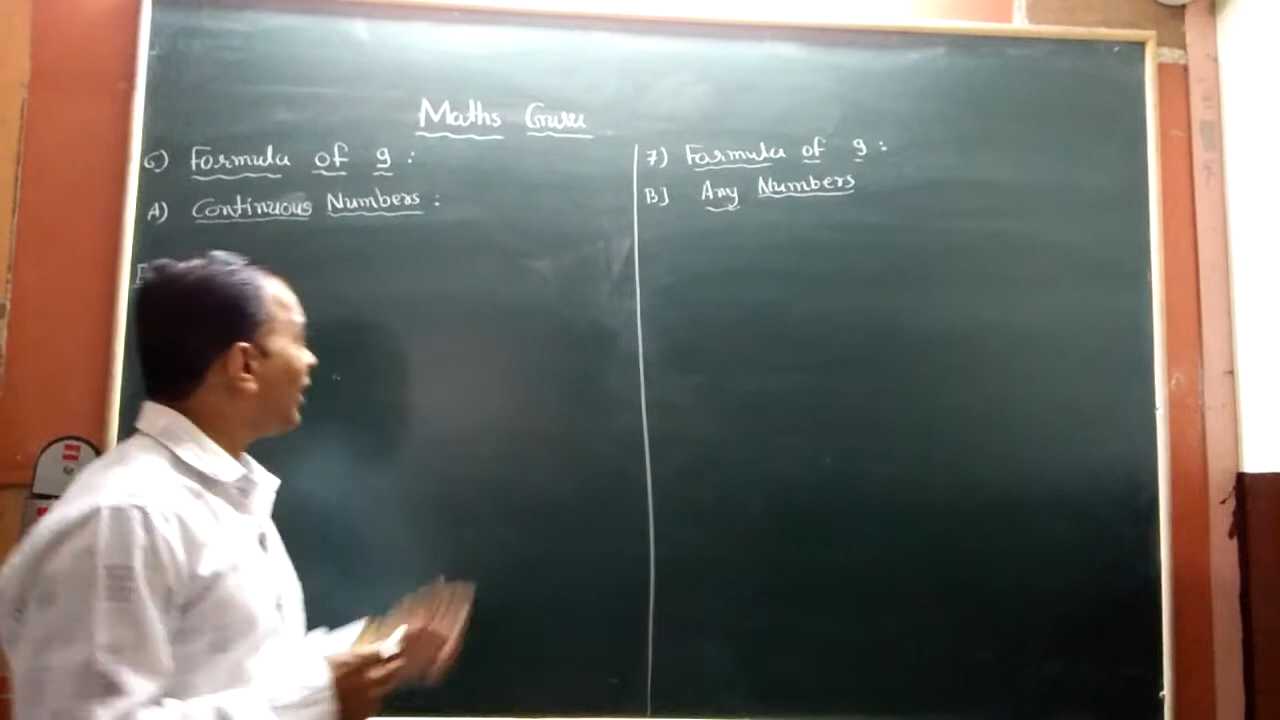 Maths Guru
6) Formula of 9 :
A) Continuous Numbers :
7) Formula of 9 :
B] Any Numbers